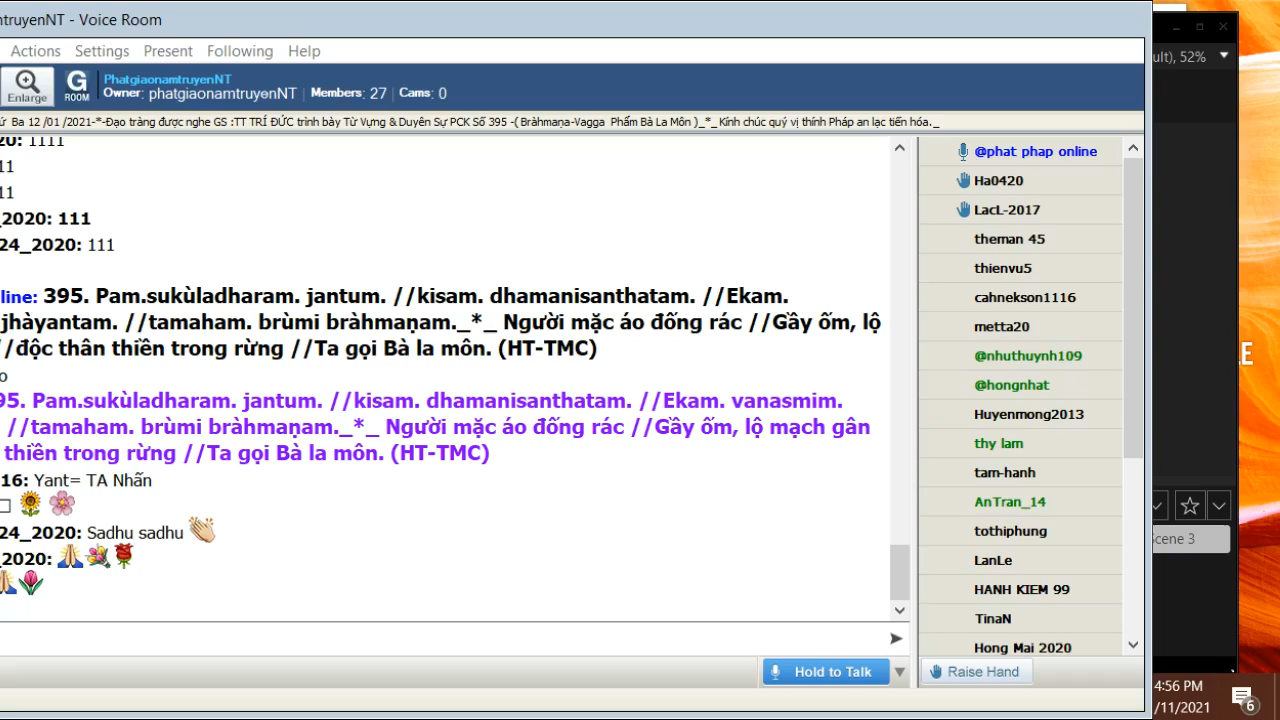 mtruyenNT - Voice Room
Actions Settings Present Following Help
ult), 52%
Enlarge
G ROOM
PhatgiaonamtruyenNT
Owner: phatgiaonamtruyenNT Members: 27 Cams: 0
ứ Ba 12 /01 /2021-*-Đạo tràng được nghe GS :TT TRÍ ĐỨC trình bày Từ Vựng & Duyên Sự PCK Số 395 -( Bràhmaṇa-Vagga Phẩm Bà La Môn )_*_Kính chúc quý vị thính Pháp an lạc tiến hóa._
20: 1111
11
11
_2020: 111
24_2020: 111
line: 395. Pam.sukùladharam. jantum. //kisam. dhamanisanthatam. //Ekam.
jhàyantam. //tamaham. brùmi bràhmaṇam._*_ Người mặc áo đống rác //Gầy ốm, lộ
//độc thân thiền trong rừng //Ta gọi Bà la môn. (HT-TMC)
o
95. Pam.sukùladharam. jantum. //kisam. dhamanisanthatam. //Ekam. vanasmim.
//tamaham. brùmi bràhmaṇam._*_ Người mặc áo đống rác //Gầy ốm, lộ mạch gân
thiền trong rừng //Ta gọi Bà la môn. (HT-TMC)
16: Yant= TA Nhấn
24_2020: Sadhu sadhu
_2020:
@phat phap online
Ha0420
LacL-2017
theman 45
thienvu5
cahnekson1116
metta20
@nhuthuynh109
@hongnhat
Huyenmong2013
thy lam
tam-hanh
AnTran_14
tothiphung
LanLe
HANH KIEM 99
TinaN
Hong Mai 2020
Hold to Talk
Raise Hand
LE
cene 3
4:56 PM
/11/2021
6